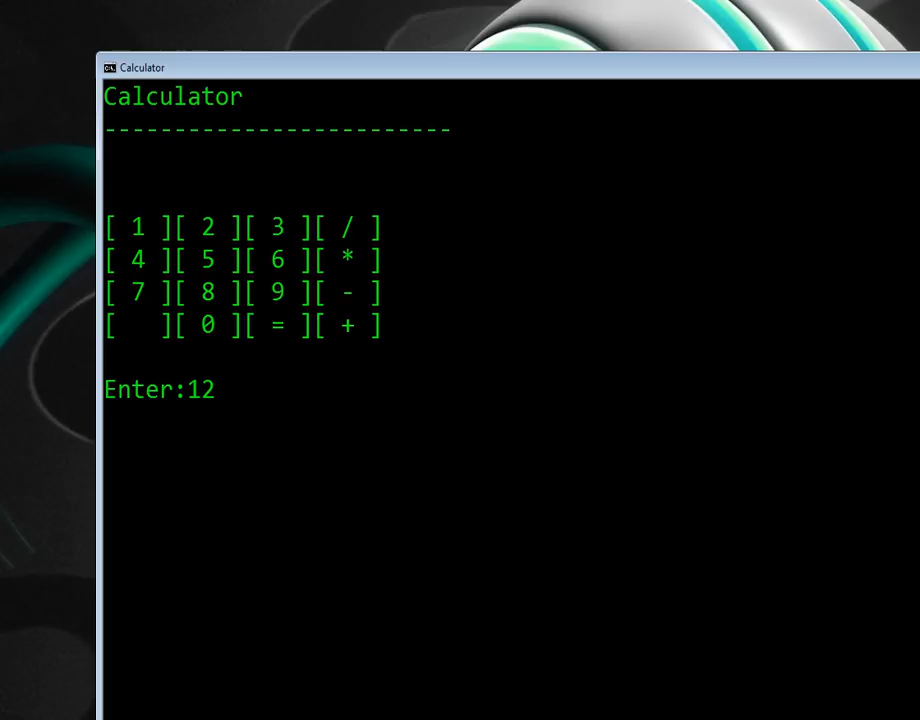 Calculator
Calculator
-------------------------
[ 1 ][ 2 ][ 3 ][ / ]
[ 4 ][ 5 ][ 6 ][ * ]
[ 7 ][ 8 ][ 9 ][ - ]
[   ][ 0 ][ = ][ + ]
Enter:12